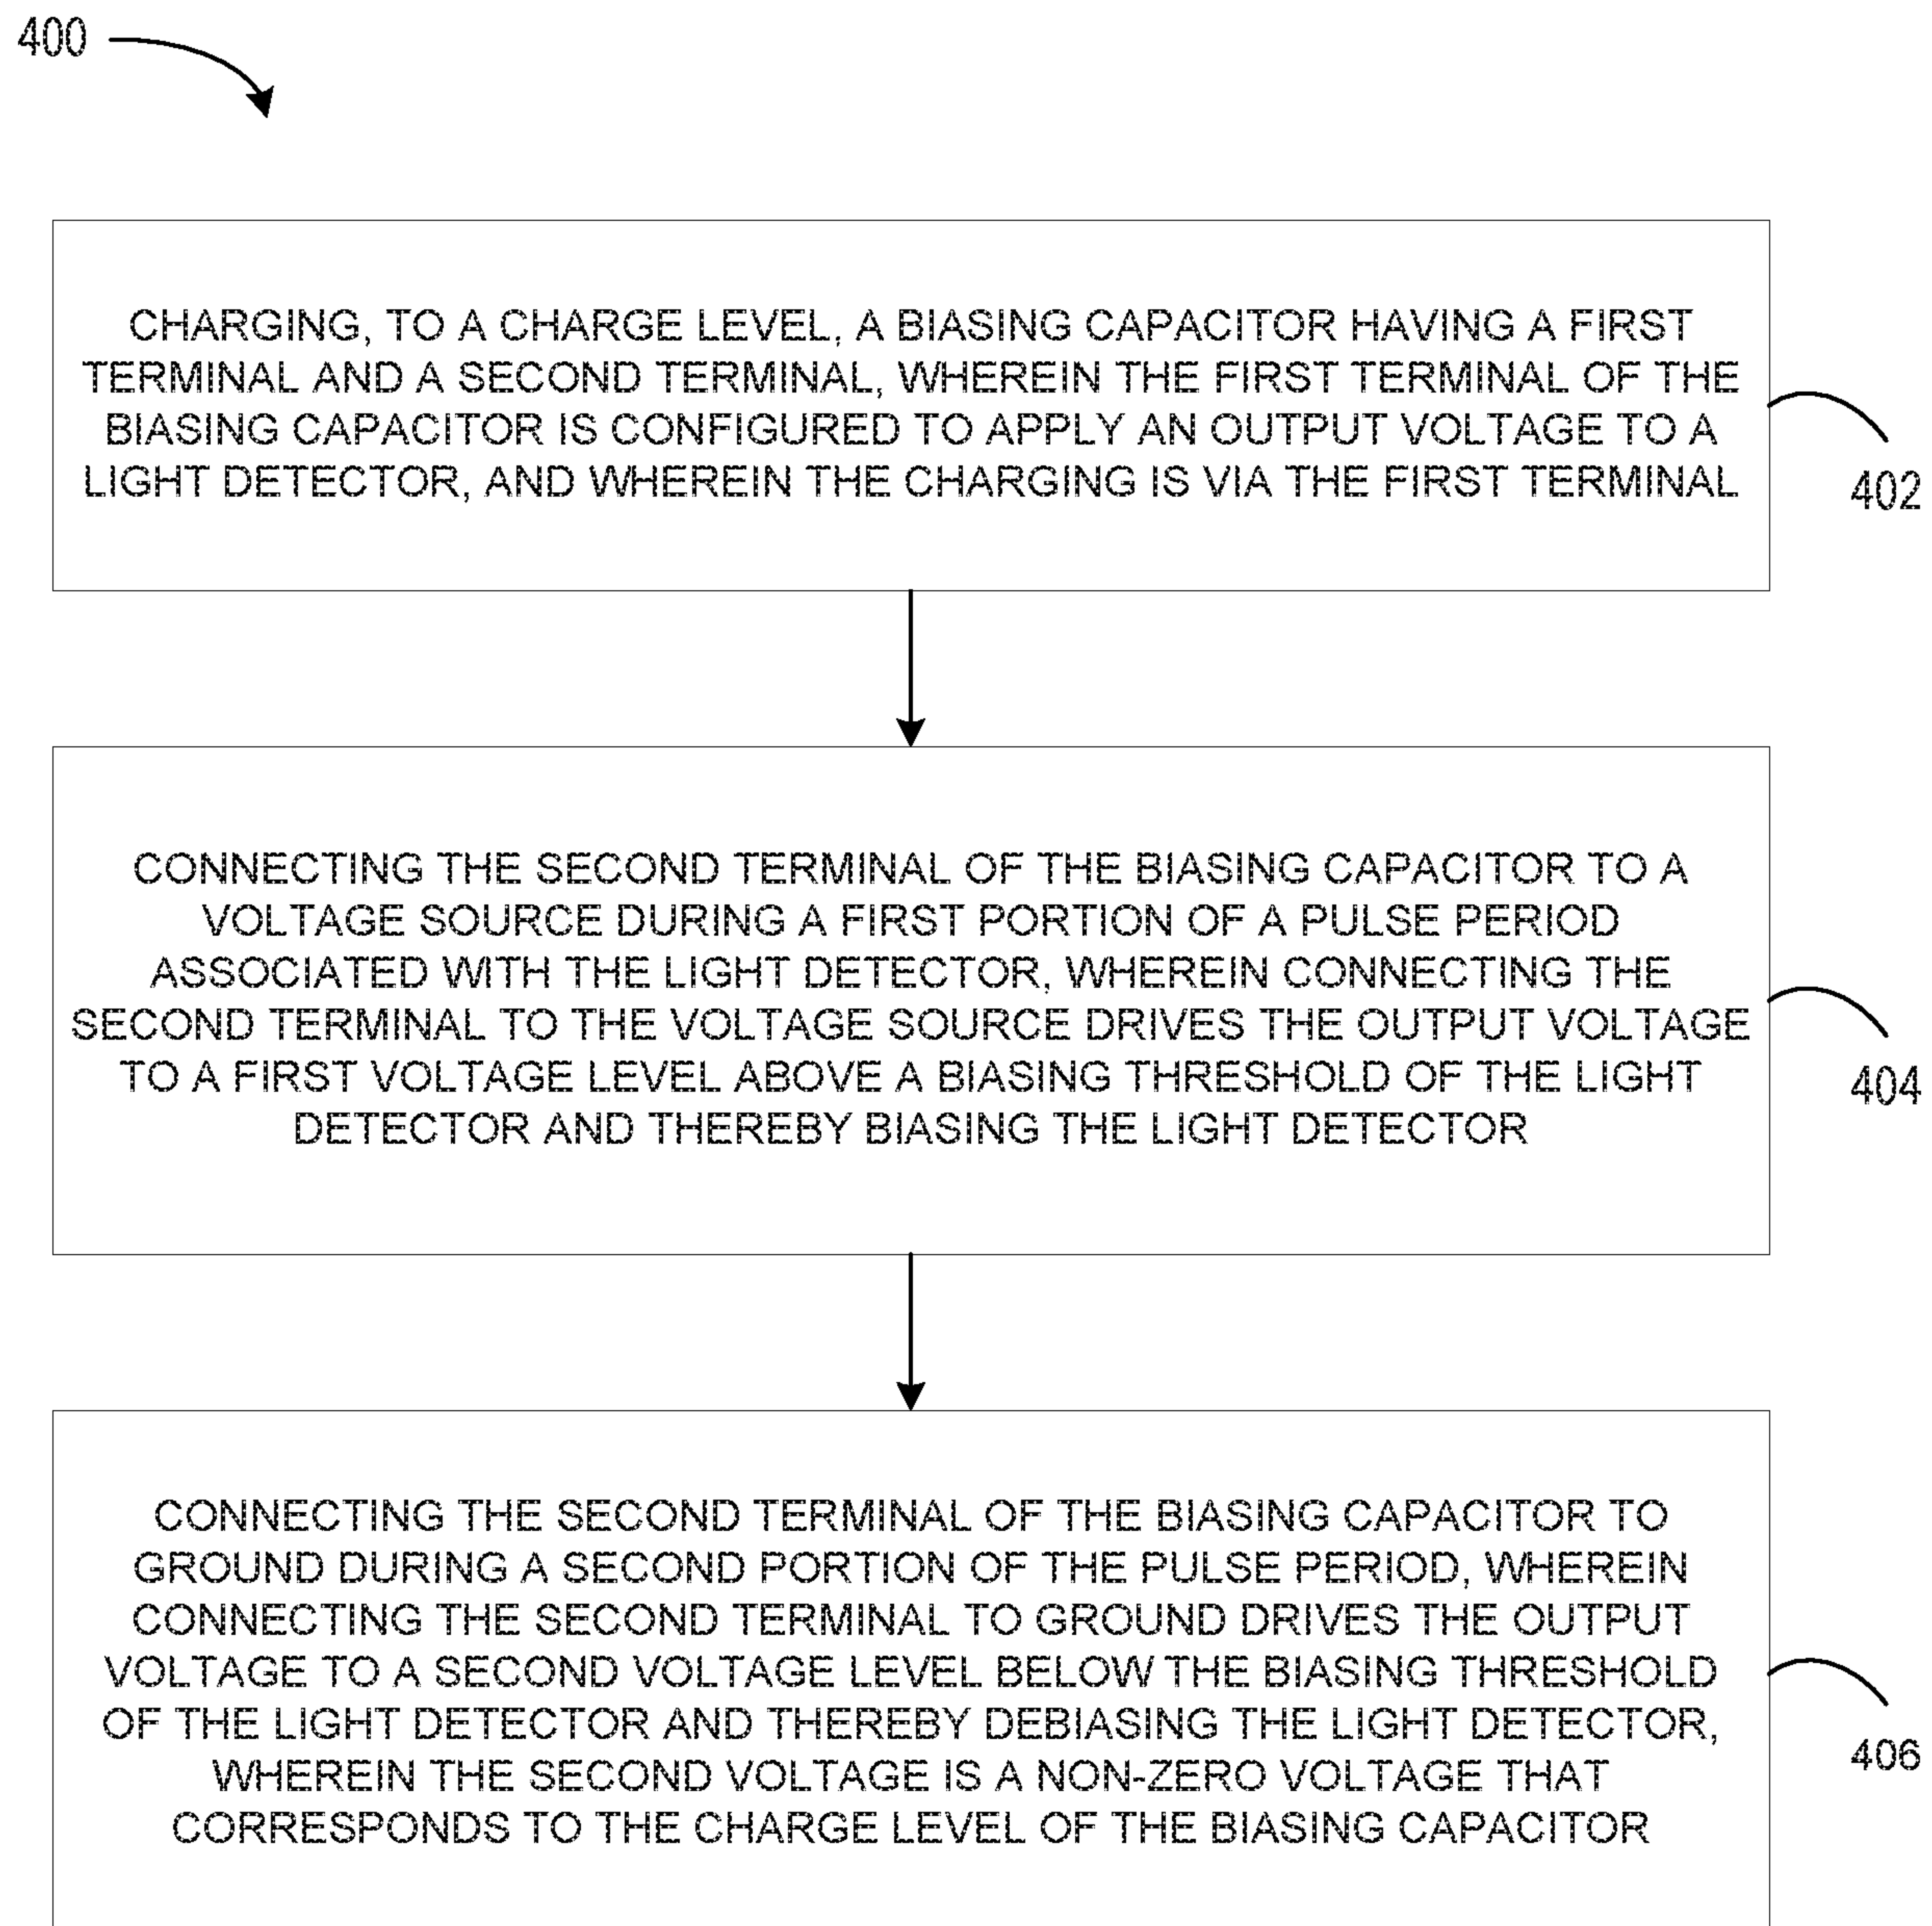 400
CHARGING, TO A CHARGE LEVEL, A BIASING CAPACITOR HAVING A FIRST
TERMINAL AND A SECOND TERMINAL, WHEREIN THE FIRST TERMINAL OF THE
BIASING CAPACITOR IS CONFIGURED TO APPLY AN OUTPUT VOLTAGE TO A
LIGHT DETECTOR, AND WHEREIN THE CHARGING IS VIA THE FIRST TERMINAL
402
CONNECTING THE SECOND TERMINAL OF THE BIASING CAPACITOR TO A
VOLTAGE SOURCE DURING A FIRST PORTION OF A PULSE PERIOD
ASSOCIATED WITH THE LIGHT DETECTOR, WHEREIN CONNECTING THE
SECOND TERMINAL TO THE VOLTAGE SOURCE DRIVES THE OUTPUT VOLTAGE
TO A FIRST VOLTAGE LEVEL ABOVE A BIASING THRESHOLD OF THE LIGHT
DETECTOR AND THEREBY BIASING THE LIGHT DETECTOR
404
CONNECTING THE SECOND TERMINAL OF THE BIASING CAPACITOR TO
GROUND DURING A SECOND PORTION OF THE PULSE PERIOD, WHEREIN
CONNECTING THE SECOND TERMINAL TO GROUND DRIVES THE OUTPUT
VOLTAGE TO A SECOND VOLTAGE LEVEL BELOW THE BIASING THRESHOLD
OF THE LIGHT DETECTOR AND THEREBY DEBIASING THE LIGHT DETECTOR,
WHEREIN THE SECOND VOLTAGE IS A NON-ZERO VOLTAGE THAT
CORRESPONDS TO THE CHARGE LEVEL OF THE BIASING CAPACITOR
406